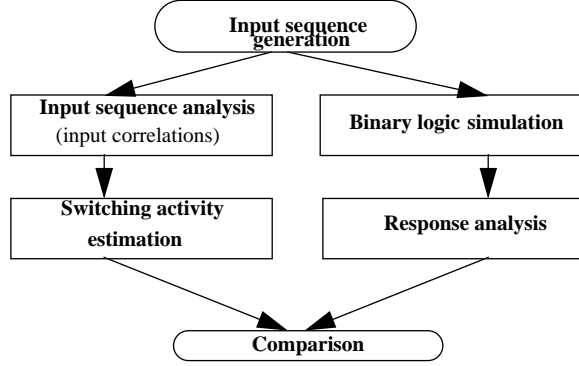 Input sequence
generation
Input sequence analysis
(input correlations)
Binary logic simulation
Switching activity
estimation
Response analysis
Comparison